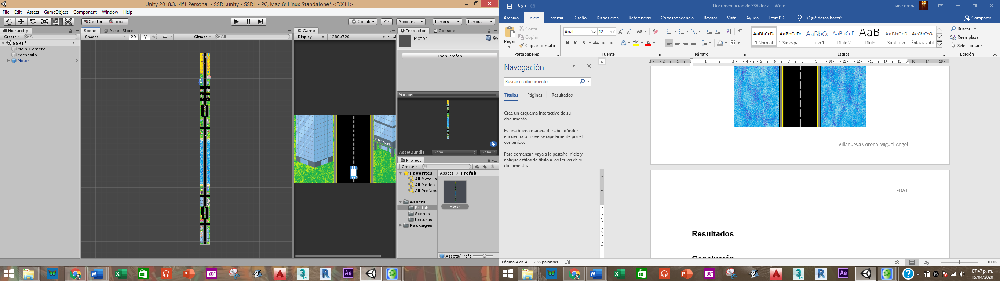 Unity 2018.3.14f1 Personal - SSR1.unity - SSR1 - PC, Mac & Linux Standalone* <DX11>
File Edit Assets GameObject Component Window Help
Center Local
Collab Account Layers Layout
Hierarchy
Create All
SSR1*
Main Camera
cochesito
Motor
Scene Asset Store
Shaded 2D Gizmos All
Game
Display 1 1280x720 Scal
CITY TOWER
Inspector Console
Motor
Open Prefab
Motor
AssetBundle None None
Project
Create
Favorites
All Materia
All Models
All Prefabs
Assets
Prefab
Scenes
texturas
Packages
Assets > Prefab
Motor
Assets/Prefa
Documentacion de SSR.docx - Word
juan corona
Archivo Inicio Insertar Diseño Disposición Referencias Correspondencia Revisar Vista Ayuda Foxit PDF ¿Qué desea hacer? Compartir
Pegar
Cortar
Copiar
Copiar formato
Portapapeles
Arial 12
N K S abc x₂ x²
Fuente
Párrafo
AaBbCcDc AaBbCcDc AaBbCc AaBbCcD AaB AaBbCcD AaBbCcDc
¶ Normal ¶ Sin espa... Título 1 Título 2 Título Subtítulo Énfasis sutil
Estilos
Buscar
Reemplazar
Seleccionar
Edición
Navegación
Buscar en documento
Títulos Páginas Resultados
Cree un esquema interactivo de su
documento.
Es una buena manera de saber dónde se
encuentra o moverse rápidamente por el
contenido.
Para comenzar, vaya a la pestaña Inicio y
aplique estilos de título a los títulos de su
documento.
Villanueva Corona Miguel Angel
EDA1
Resultados
Conclusión
Página 4 de 4 235 palabras
100%
07:47 p. m.
15/04/2020